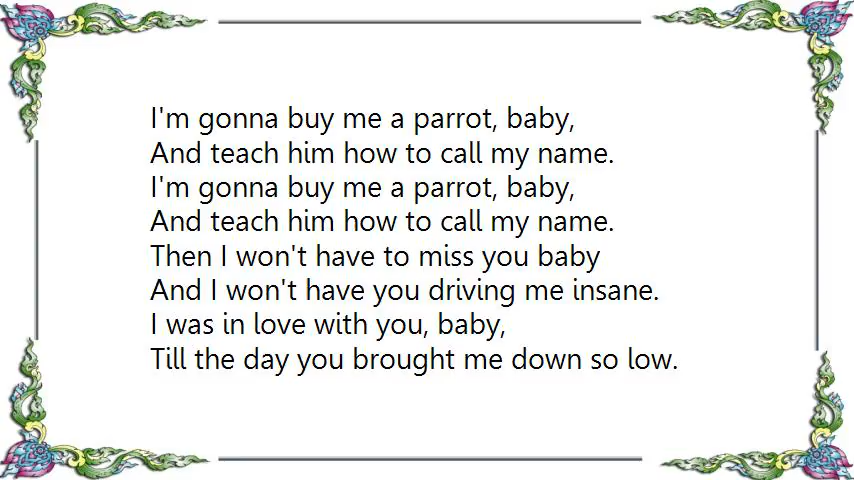 I'm gonna buy me a parrot, baby,
And teach him how to call my name.
I'm gonna buy me a parrot, baby,
And teach him how to call my name.
Then I won't have to miss you baby
And I won't have you driving me insane.
I was in love with you, baby,
Till the day you brought me down so low.